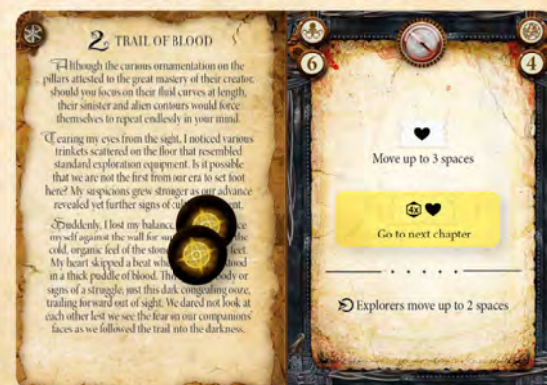 2. TRAIL OF BLOOD
Although the curious ornamentation on the
pillars attested to the great mastery of their creator,
should you focus on their fluid curves at length,
their sinister and alien contours would force
themselves to repeat endlessly in your mind.
Tearing my eyes from the sight, I noticed various
trinkets scattered on the floor that resembled
standard exploration equipment. Is it possible
that we are not the first from our era to set foot
here? My suspicions grew stronger as our advance
revealed yet further signs of
Suddenly, I lost my balance,
myself against the wall for the
cold, organic feel of the stone feet.
My heart skipped a beat stood
in a thick puddle of blood. body or
signs of a struggle, just this dark congealing ooze,
trailing forward out of sight. We dared not look at
each other lest we see the fear in our companions'
faces as we followed the trail into the darkness.
6
4
Move up to 3 spaces
4x
Go to next chapter
Explorers move up to 2 spaces